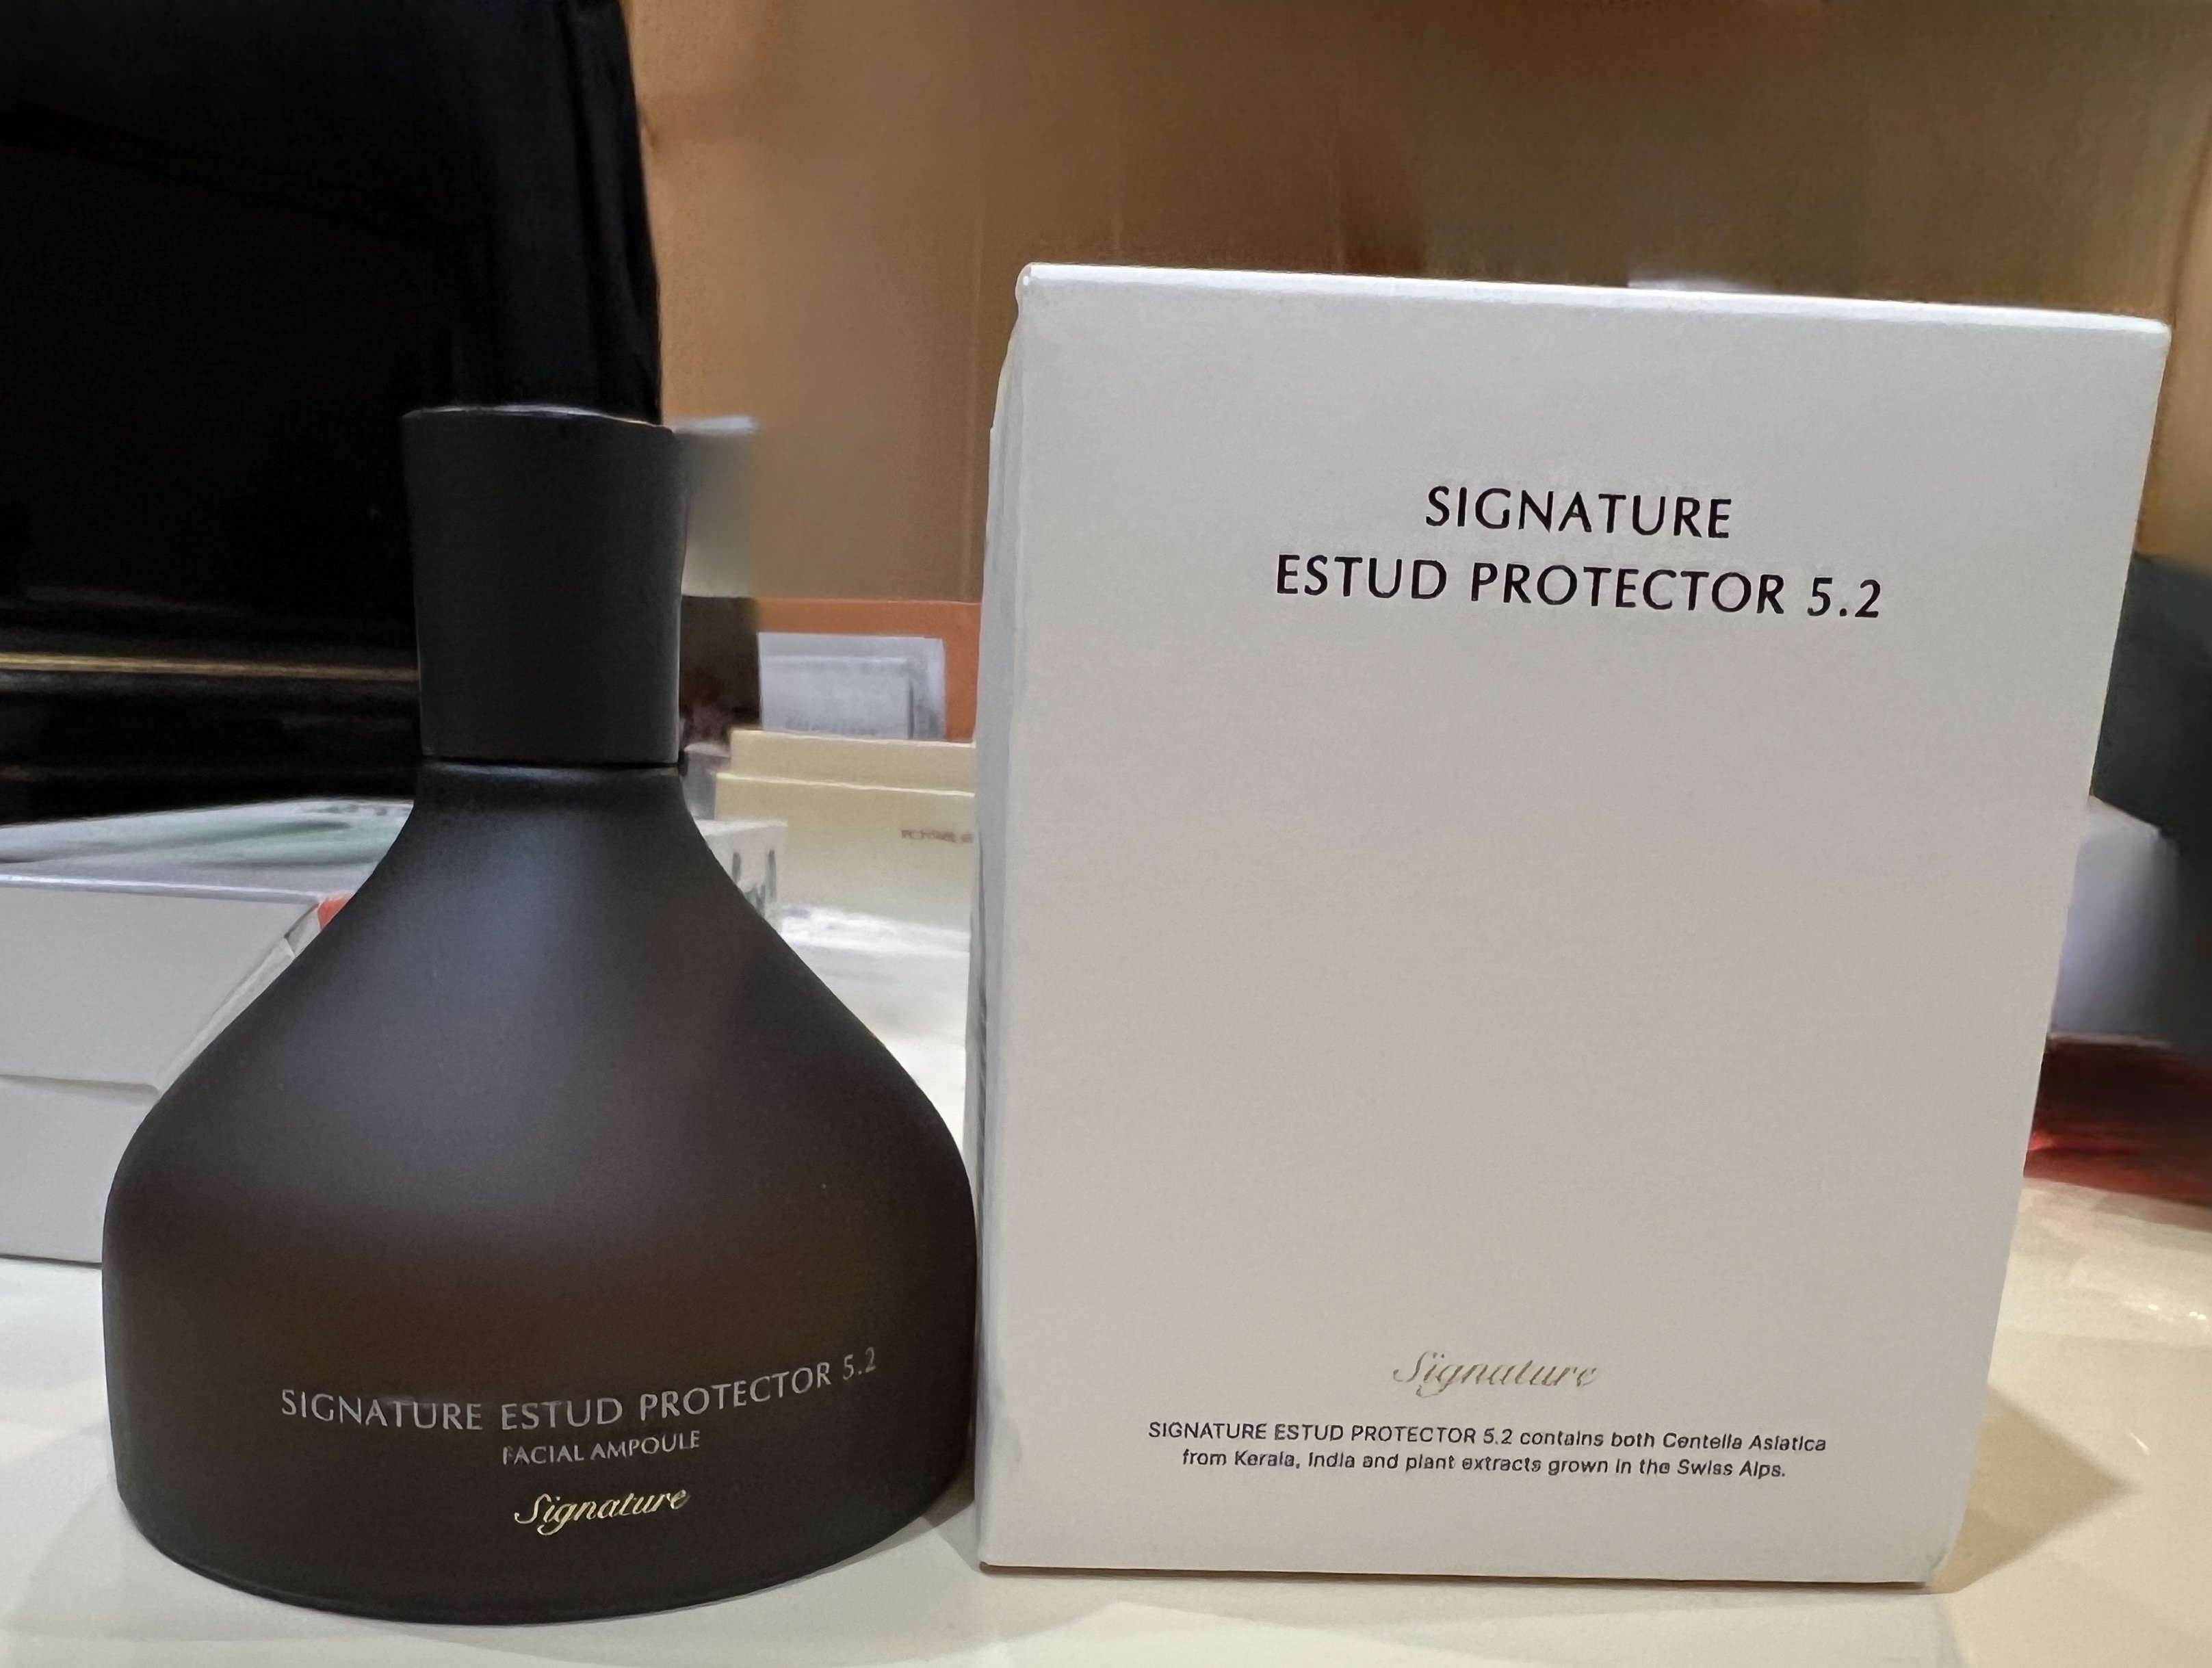 SIGNATURE ESTUD PROTECTOR 5.2
FACIAL AMPOULE
Signature
SIGNATURE
ESTUD PROTECTOR 5.2
Signature
SIGNATURE ESTUD PROTECTOR 5.2 contains both Centella Asiatica
from Kerala, India and plant extracts grown in the Swiss Alps.